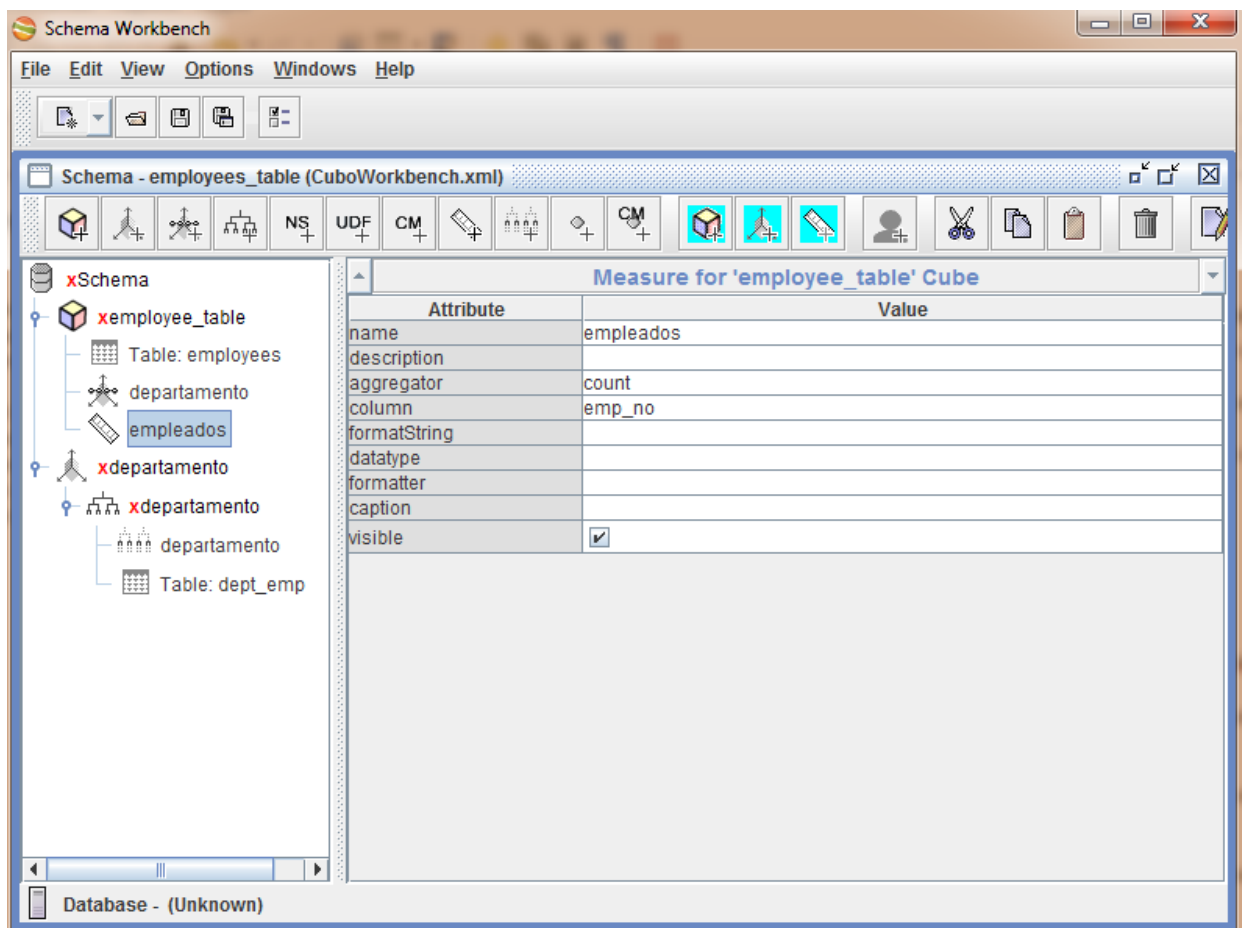 Schema Workbench
File Edit View Options Windows Help
Schema - employees_table (CuboWorkbench.xml)
NS UDF CM CM
xSchema
xemployee_table
Table: employees
departamento
empleados
xdepartamento
xdepartamento
departamento
Table: dept_emp
Measure for 'employee_table' Cube
Attribute Value
name empleados
description
aggregator count
column emp_no
formatString
datatype
formatter
caption
visible
Database - (Unknown)